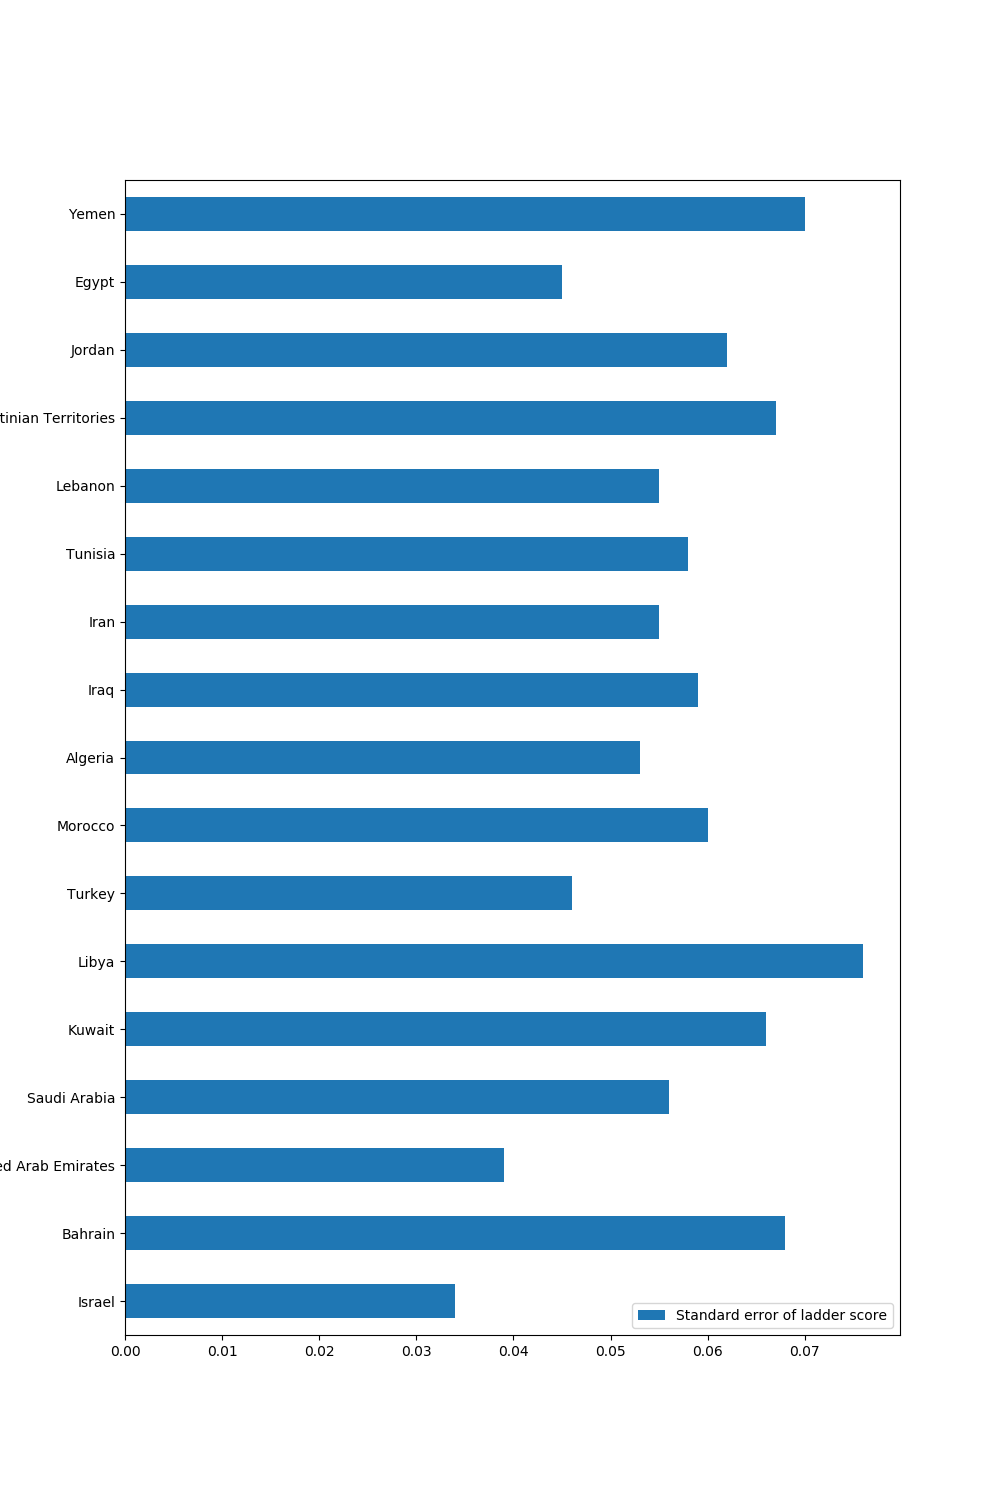 Yemen
Egypt
Jordan
tinian Territories
Lebanon
Tunisia
Iran
Iraq
Algeria
Morocco
Turkey
Libya
Kuwait
Saudi Arabia
ed Arab Emirates
Bahrain
Israel
Standard error of ladder score
0.00 0.01 0.02 0.03 0.04 0.05 0.06 0.07